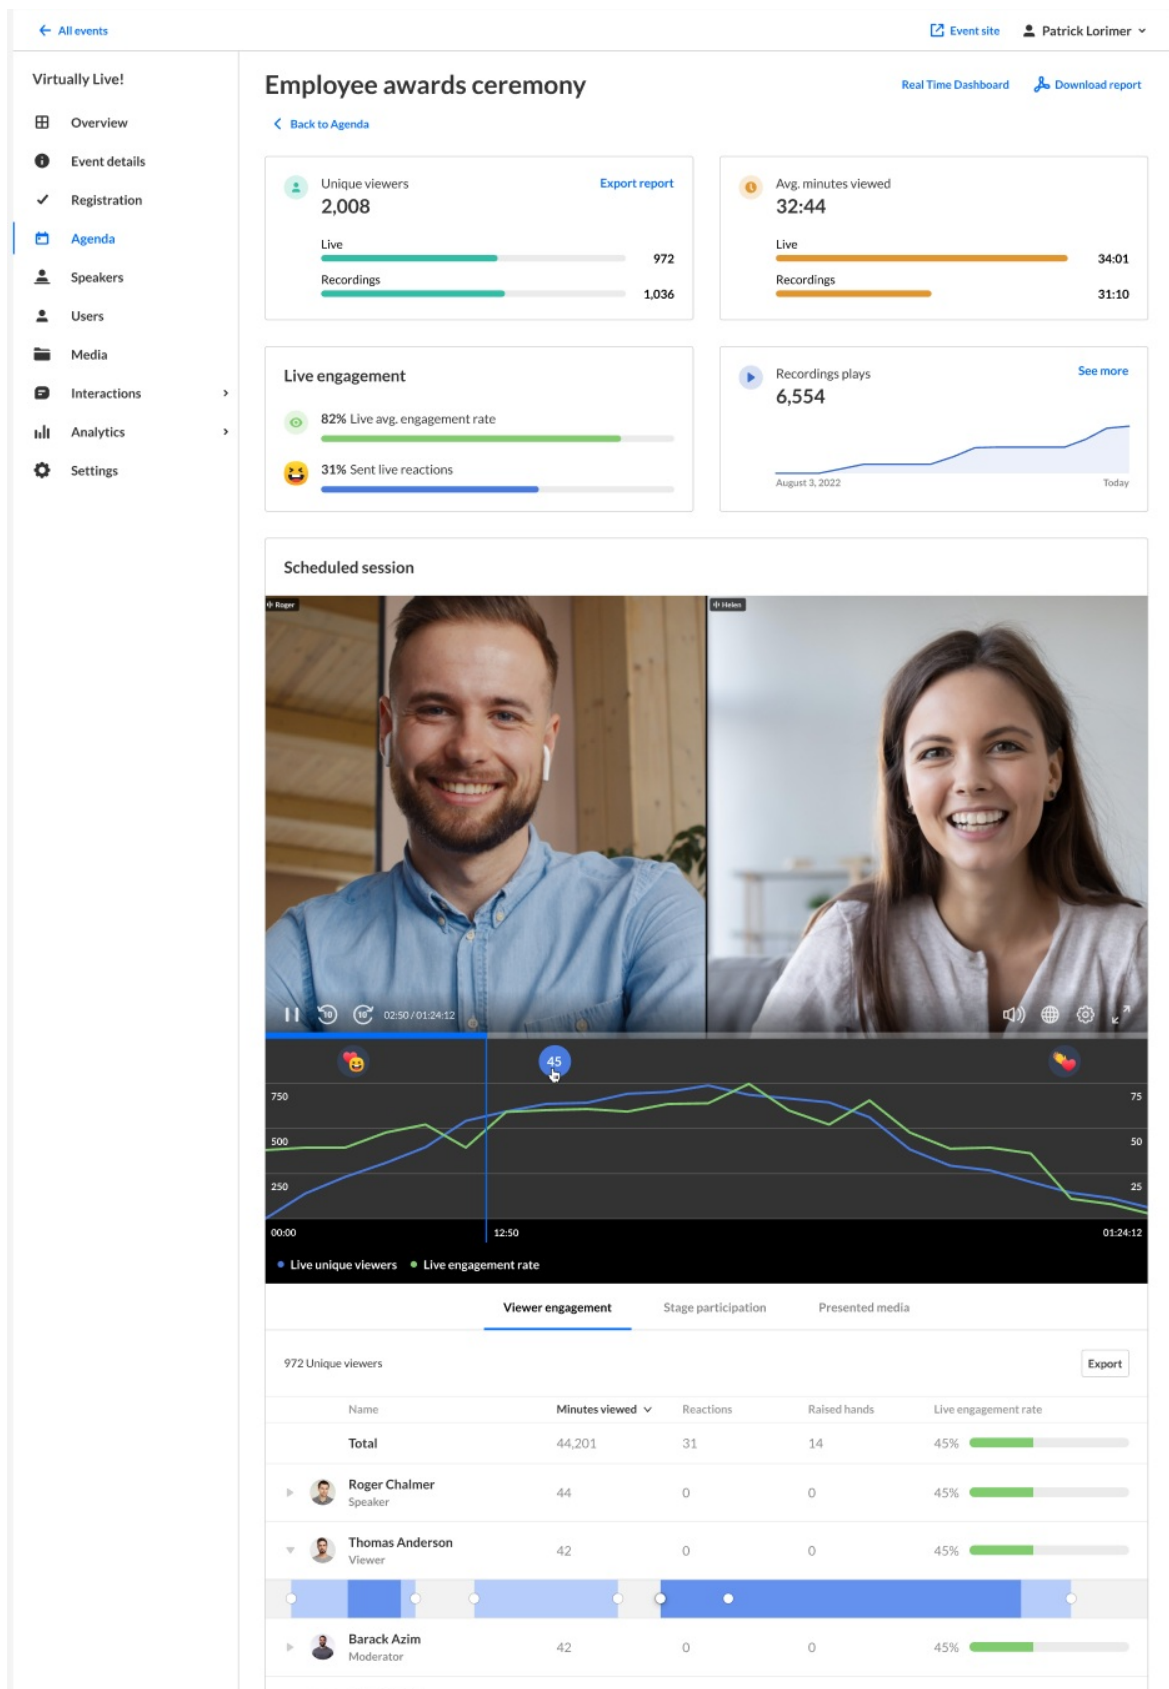 All events
Event site
Patrick Lorimer
Virtually Live!
Overview
Event details
Registration
Agenda
Speakers
Users
Media
Interactions
Analytics
Settings
Employee awards ceremony
Real Time Dashboard
Download report
Back to Agenda
Unique viewers
Export report
2,008
Live
972
Recordings
1,036
Avg. minutes viewed
32:44
Live
34:01
Recordings
31:10
Live engagement
82% Live avg. engagement rate
31% Sent live reactions
Recordings plays
See more
6,554
August 3, 2022
Today
Scheduled session
Roger
Helen
10
10
02:50 / 01:24:12
45
750
75
500
50
250
25
00:00
12:50
01:24:12
Live unique viewers
Live engagement rate
Viewer engagement
Stage participation
Presented media
972 Unique viewers
Export
Name Minutes viewed Reactions Raised hands Live engagement rate
Total 44,201 31 14 45%
Roger Chalmer
Speaker
44 0 0 45%
Thomas Anderson
Viewer
42 0 0 45%
Barack Azim
Moderator
42 0 0 45%